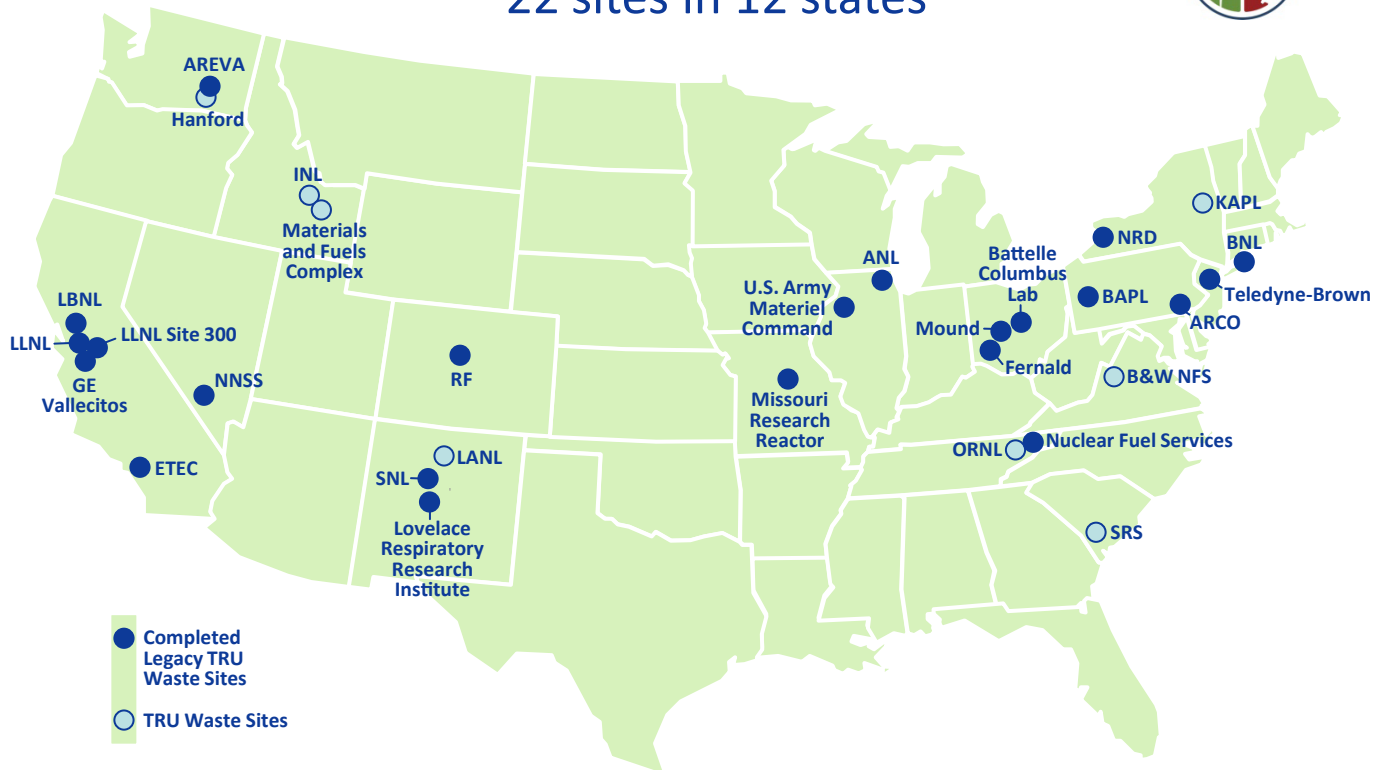 22 sites in 12 states
AREVA
Hanford
INL
Materials
and Fuels
Complex
LBNL
LLNL
LLNL Site 300
GE
Vallecitos
NNSS
ETEC
RF
LANL
SNL
Lovelace
Respiratory
Research
Institute
U.S. Army
Materiel
Command
ANL
Missouri
Research
Reactor
Battelle
Columbus
Lab
Mound
Fernald
NRD
KAPL
BNL
BAPL
Teledyne-Brown
ARCO
B&W NFS
ORNL
Nuclear Fuel Services
SRS
Completed
Legacy TRU
Waste Sites
TRU Waste Sites